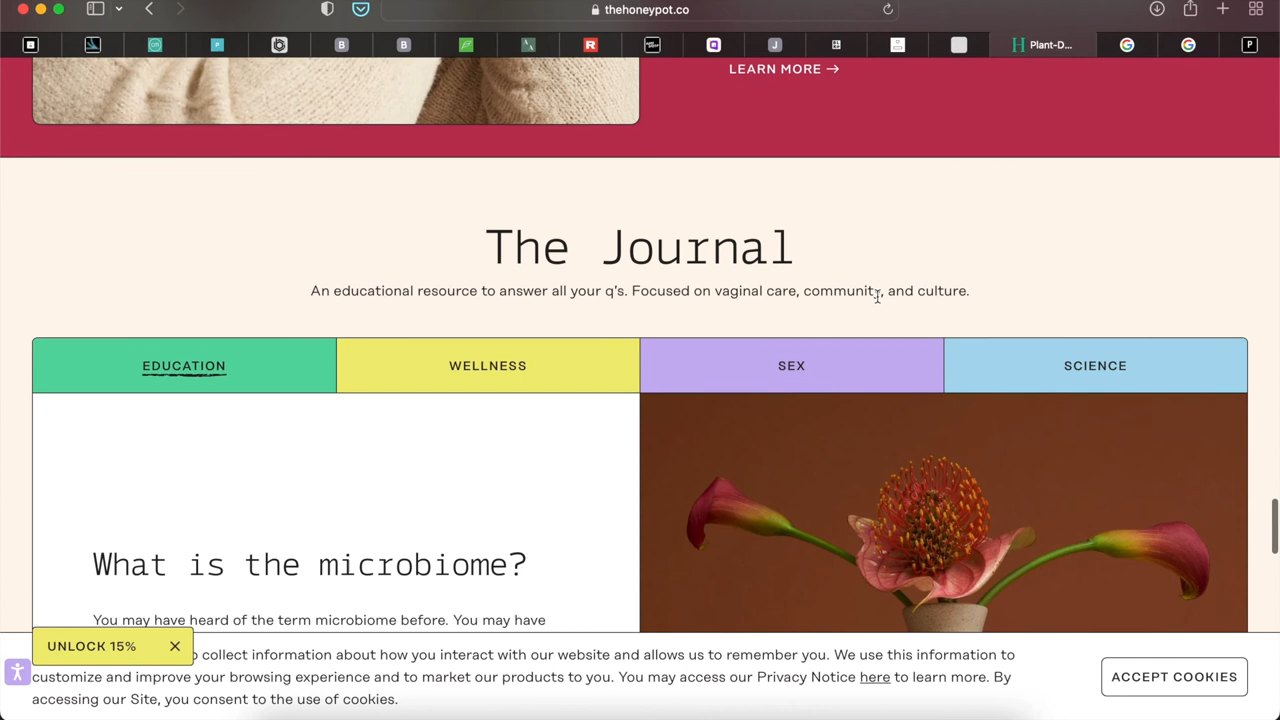 thehoneypot.co
Plant-D...
LEARN MORE →
The Journal
An educational resource to answer all your q's. Focused on vaginal care, community, and culture.
EDUCATION
WELLNESS
SEX
SCIENCE
What is the microbiome?
You may have heard of the term microbiome before. You may have
UNLOCK 15% ✕
to collect information about how you interact with our website and allows us to remember you. We use this information to
customize and improve your browsing experience and to market our products to you. You may access our Privacy Notice here to learn more. By
accessing our Site, you consent to the use of cookies.
ACCEPT COOKIES